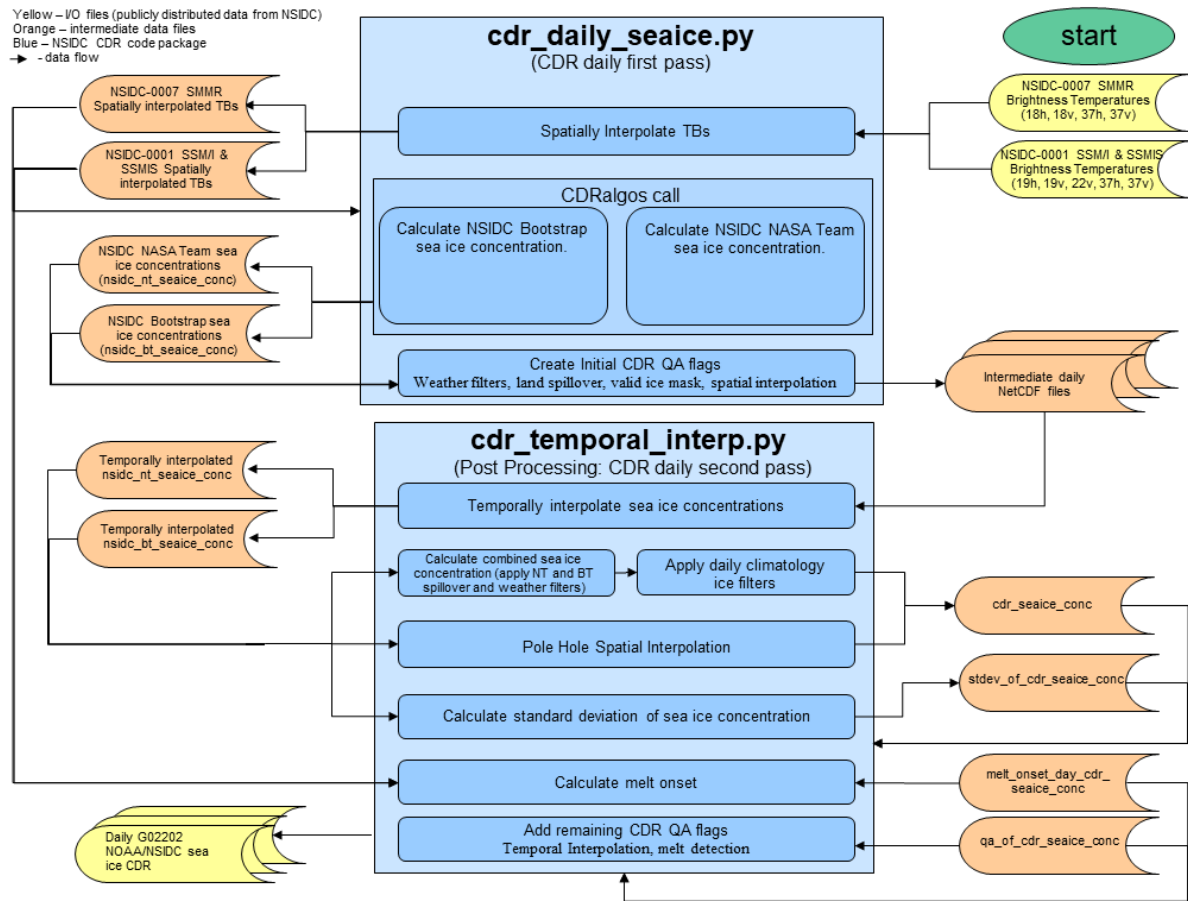 Yellow – I/O files (publicly distributed data from NSIDC)
Orange – intermediate data files
Blue – NSIDC CDR code package
- data flow
cdr_daily_seaice.py
(CDR daily first pass)
start
NSIDC-0007 SMMR
Spatially interpolated TBs
NSIDC-0001 SSM/I &
SSMIS Spatially
interpolated TBs
Spatially Interpolate TBs
NSIDC-0007 SMMR
Brightness Temperatures
(18h, 18v, 37h, 37v)
NSIDC-0001 SSM/I & SSMIS
Brightness Temperatures
(19h, 19v, 22v, 37h, 37v)
CDRalgos call
Calculate NSIDC Bootstrap
sea ice concentration.
Calculate NSIDC NASA Team
sea ice concentration.
NSIDC NASA Team sea
ice concentrations
(nsidc_nt_seaice_conc)
NSIDC Bootstrap sea
ice concentrations
(nsidc_bt_seaice_conc)
Create Initial CDR QA flags
Weather filters, land spillover, valid ice mask, spatial interpolation
Intermediate daily
NetCDF files
cdr_temporal_interp.py
(Post Processing: CDR daily second pass)
Temporally interpolated
nsidc_nt_seaice_conc
Temporally interpolated
nsidc_bt_seaice_conc
Temporally interpolate sea ice concentrations
Calculate combined sea ice
concentration (apply NT and BT
spillover and weather filters)
Apply daily climatology
ice filters
Pole Hole Spatial Interpolation
Calculate standard deviation of sea ice concentration
cdr_seaice_conc
stdev_of_cdr_seaice_conc
Calculate melt onset
melt_onset_day_cdr_
seaice_conc
Add remaining CDR QA flags
Temporal Interpolation, melt detection
qa_of_cdr_seaice_conc
Daily G02202
NOAA/NSIDC sea
ice CDR